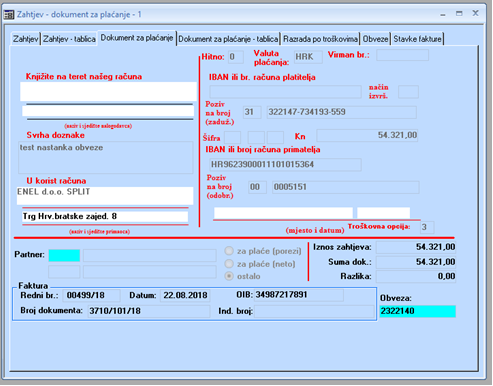 Zahtjev - dokument za plaćanje - 1
Zahtjev Zahtjev - tablica Dokument za plaćanje Dokument za plaćanje - tablica Razrada po troškovima Obveze Stavke fakture
Hitno: 0 Valuta plaćanja: HRK Virman br.:
Knjižite na teret našeg računa
(naziv i sjedište nalogodavca)
Svrha doznake
test nastanka obveze
U korist računa
ENEL d.o.o. SPLIT
Trg Hrv.bratske zajed. 8
(naziv i sjedište primaoca)
IBAN ili br. računa platitelja
način izvrš.
Poziv na broj (zaduž.) 31 322147-734193-559
Šifra Kn 54.321,00
IBAN ili broj računa primatelja
HR9623900011101015364
Poziv na broj (odobr.) 00 0005151
(mjesto i datum) Troškovna opcija: 3
Partner:
za plaće (porezi)
za plaće (neto)
ostalo
Iznos zahtjeva: 54.321,00
Suma dok.: 54.321,00
Razlika: 0,00
Faktura
Redni br.: 00499/18 Datum: 22.08.2018 OIB: 34987217891
Broj dokumenta: 3710/101/18 Ind. broj:
Obveza:
2322140